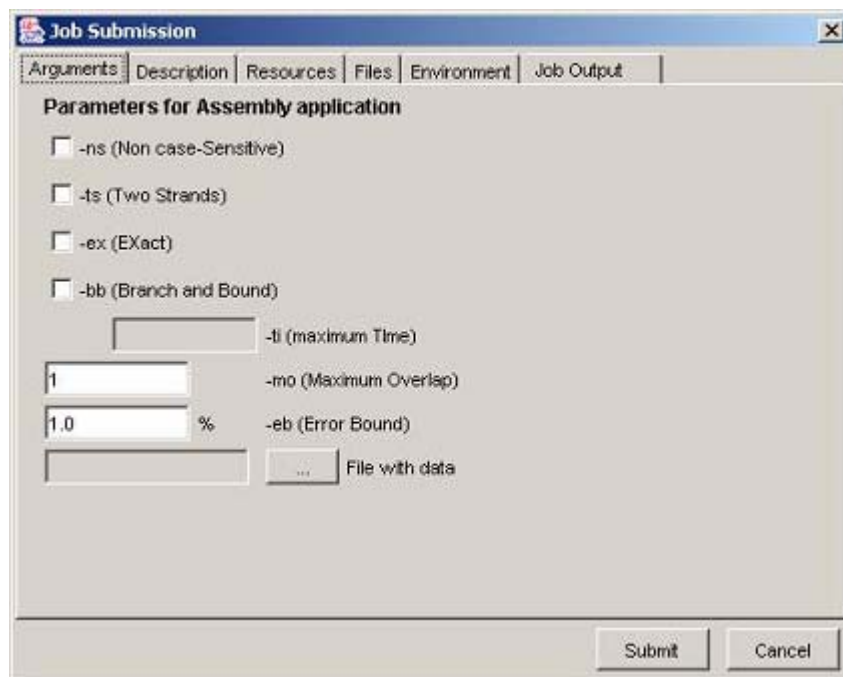 Job Submission
Arguments Description Resources Files Environment Job Output
Parameters for Assembly application
-ns (Non case-Sensitive)
-ts (Two Strands)
-ex (EXact)
-bb (Branch and Bound)
-ti (maximum TIme)
1 -mo (Maximum Overlap)
1.0 % -eb (Error Bound)
... File with data
Submit Cancel